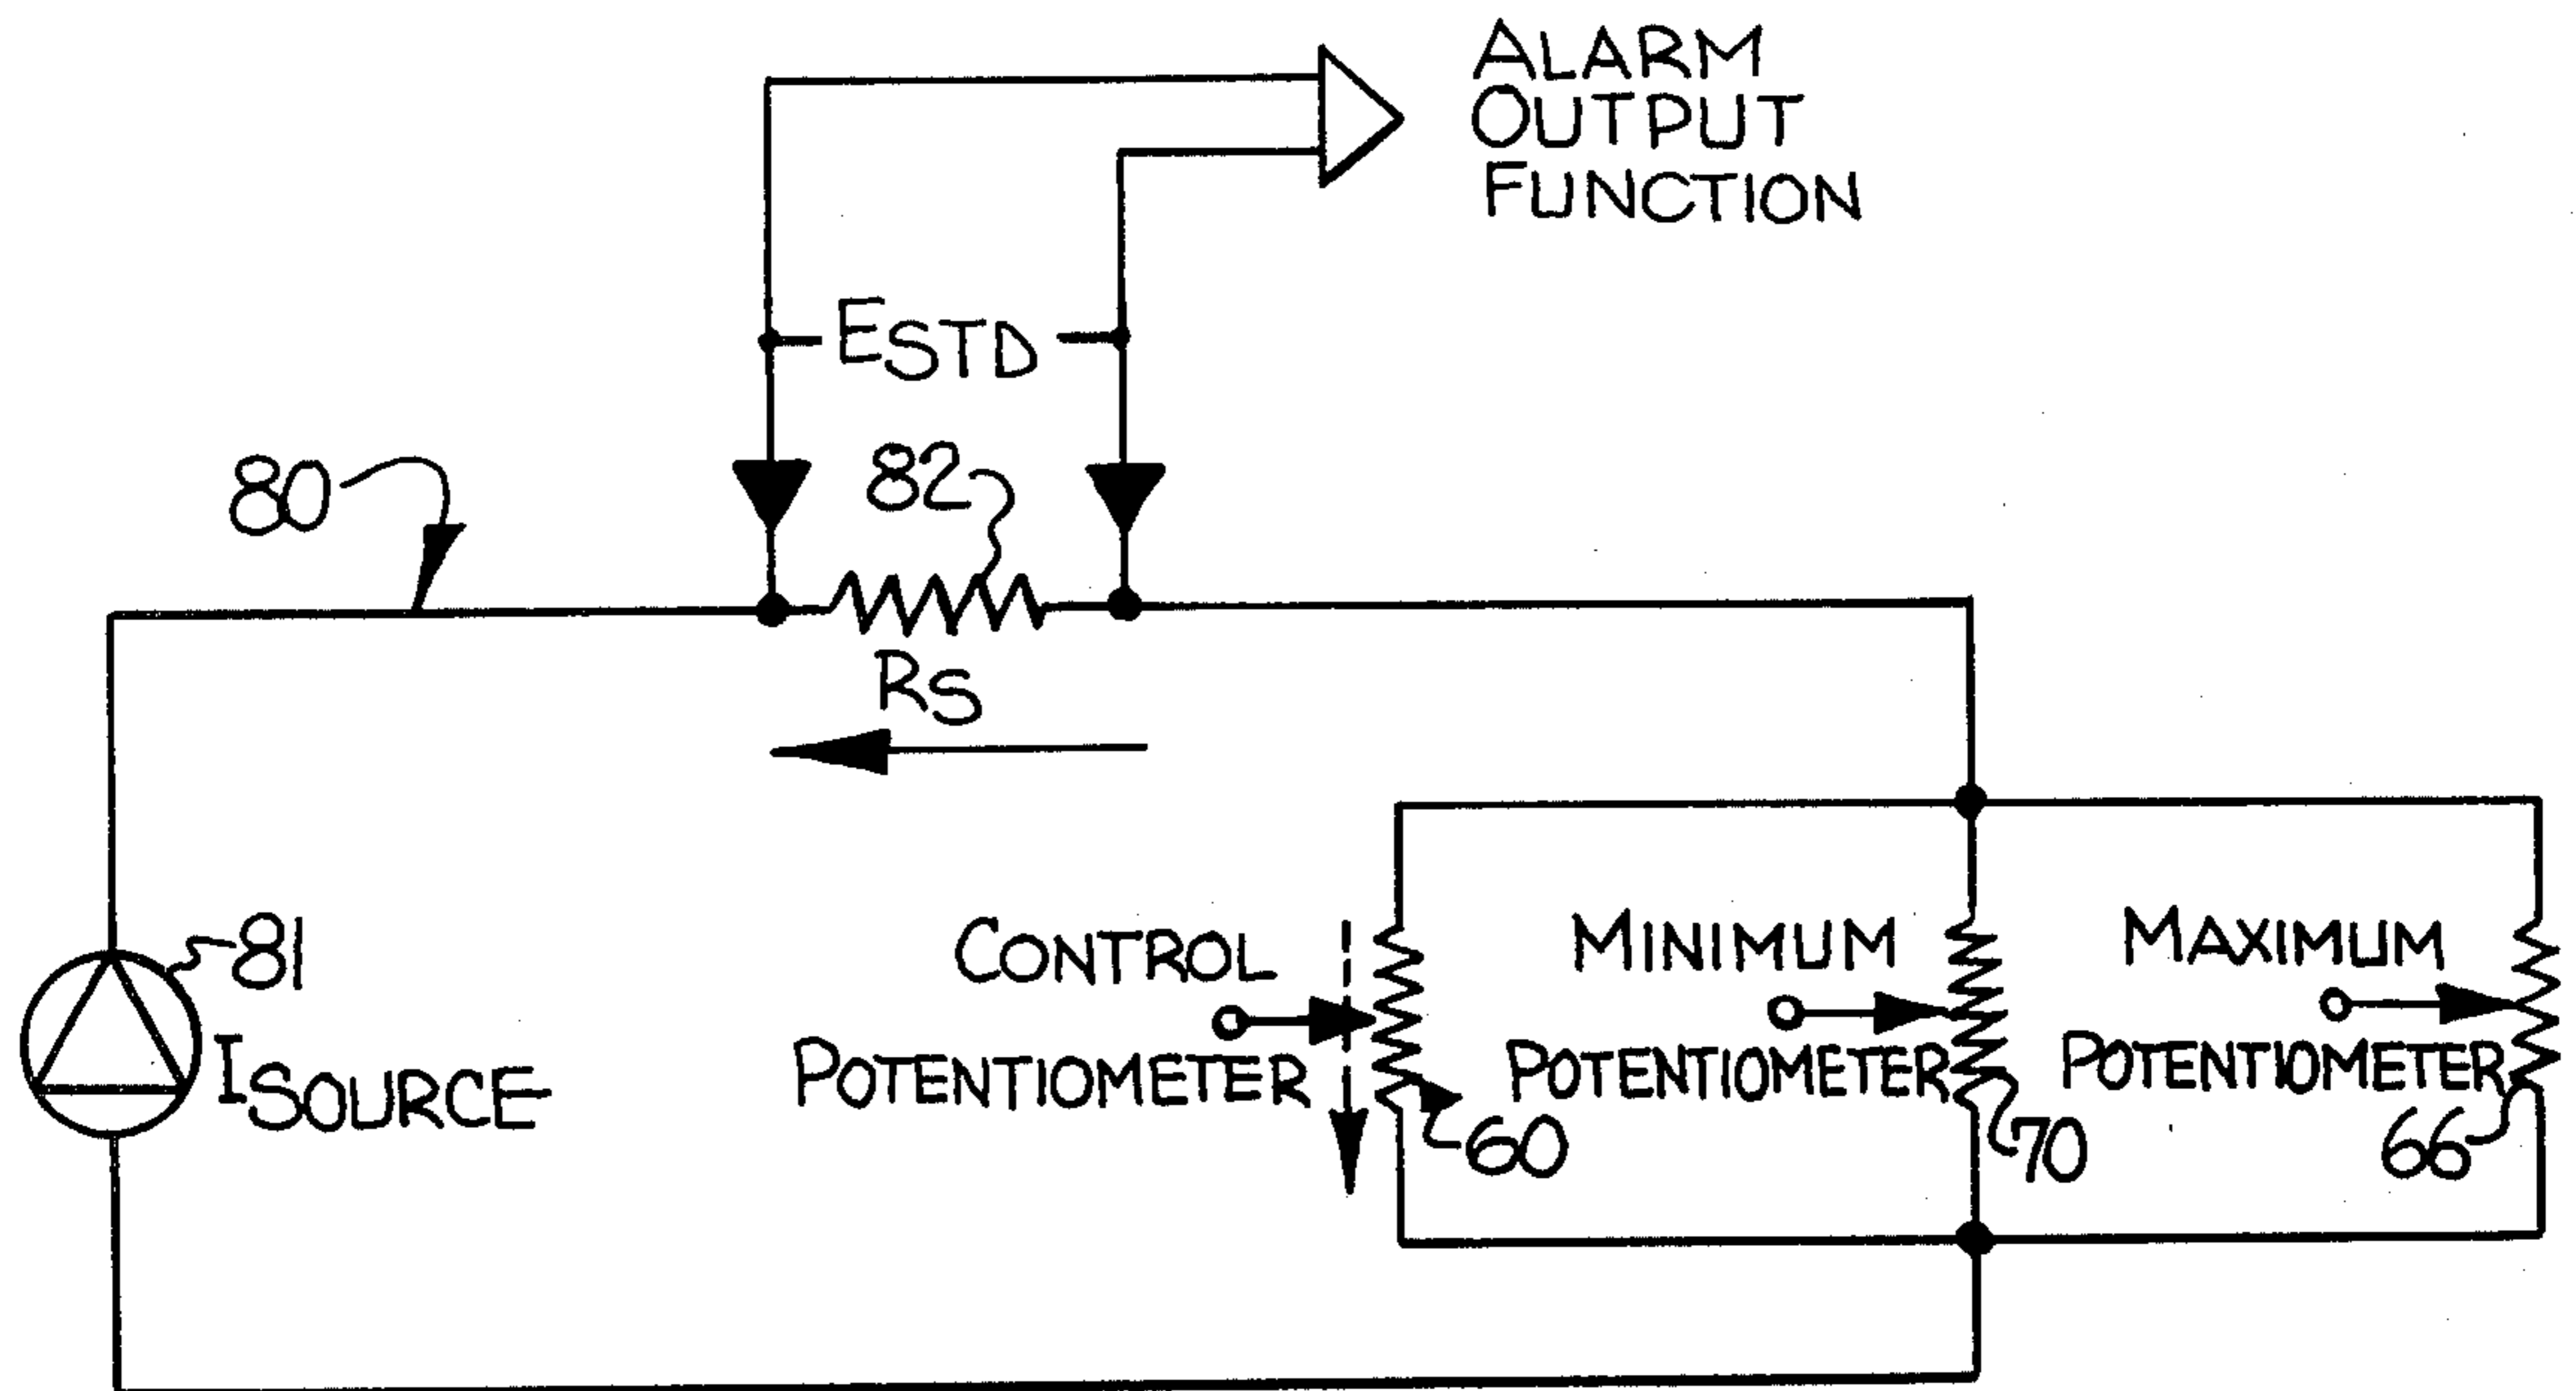 ALARM
OUTPUT
FUNCTION
ESTD
82
80
RS
81
ISOURCE
CONTROL
POTENTIOMETER
60
MINIMUM
POTENTIOMETER
70
MAXIMUM
POTENTIOMETER
66